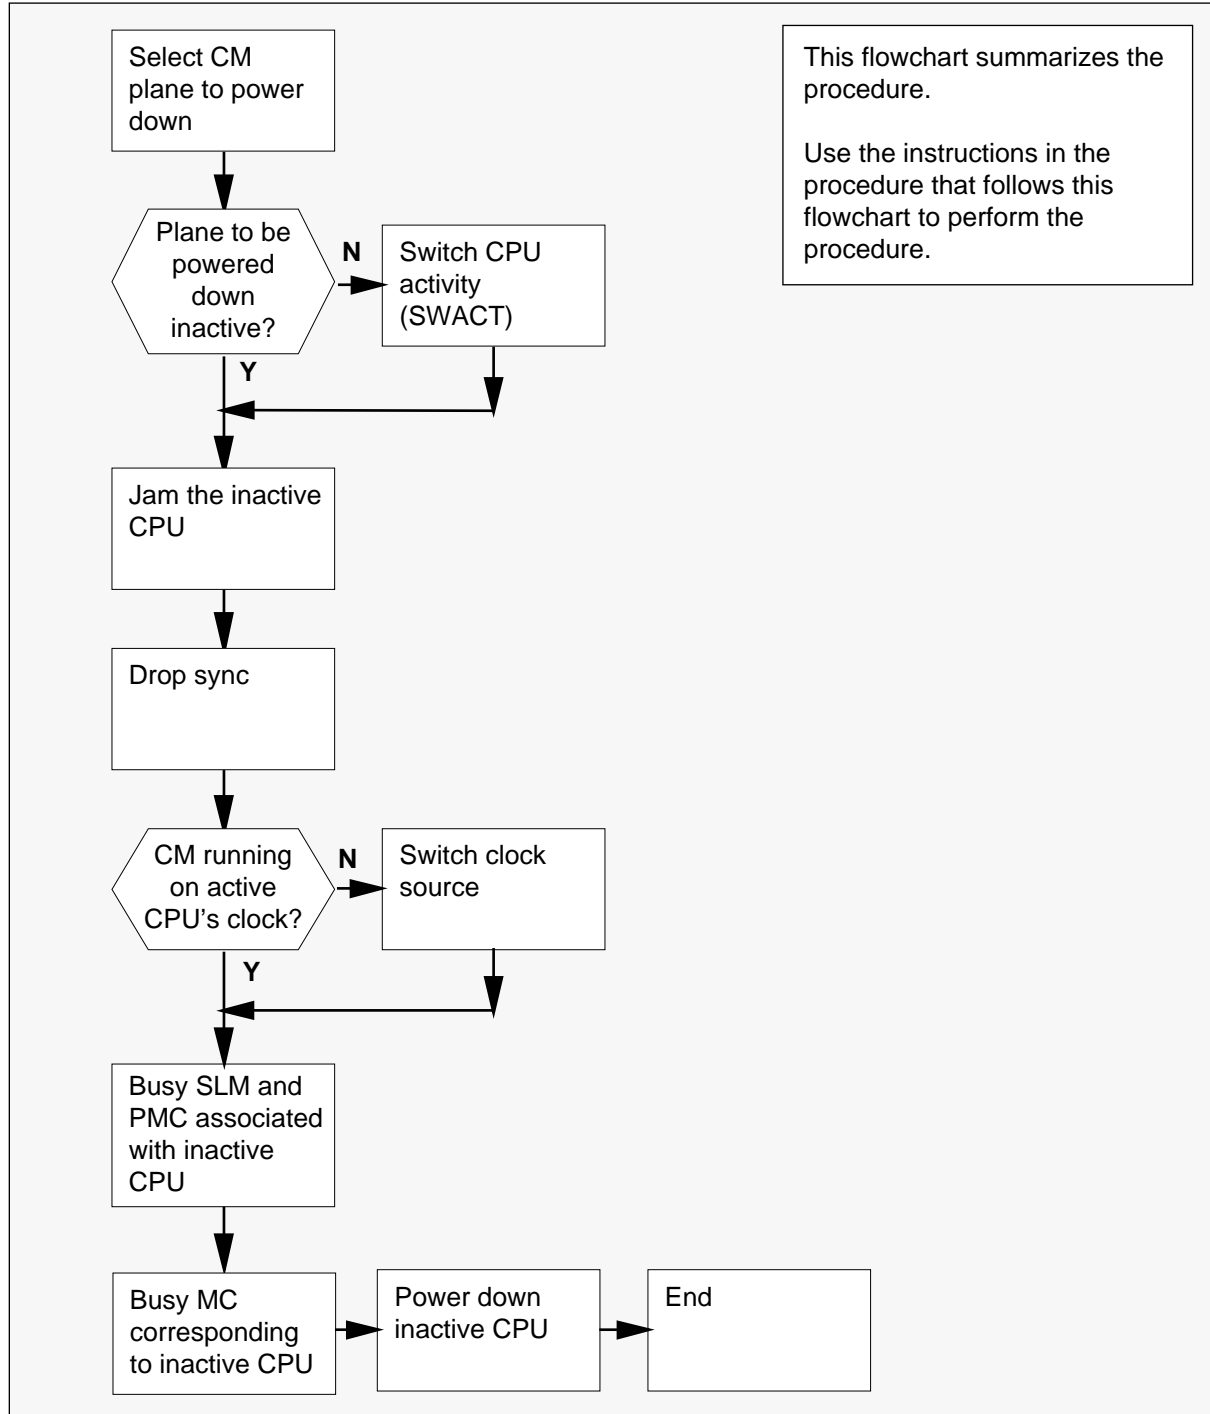 Select CM
plane to power
down
This flowchart summarizes the
procedure.
Use the instructions in the
procedure that follows this
flowchart to perform the
procedure.
Plane to be
powered
down
inactive?
N
Switch CPU
activity
(SWACT)
Y
Jam the inactive
CPU
Drop sync
CM running
on active
CPU’s clock?
N
Switch clock
source
Y
Busy SLM and
PMC associated
with inactive
CPU
Busy MC
corresponding
to inactive CPU
Power down
inactive CPU
End